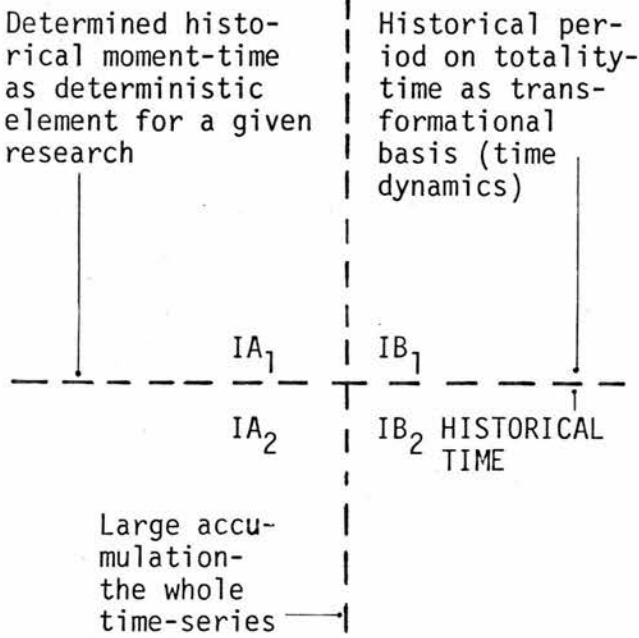 Determined histo-
rical moment-time
as deterministic
element for a given
research
Historical per-
iod on totality-
time as trans-
formational
basis (time
dynamics)
IA1
IB1
IA2
IB2 HISTORICAL
TIME
Large accu-
mulation-
the whole
time-series